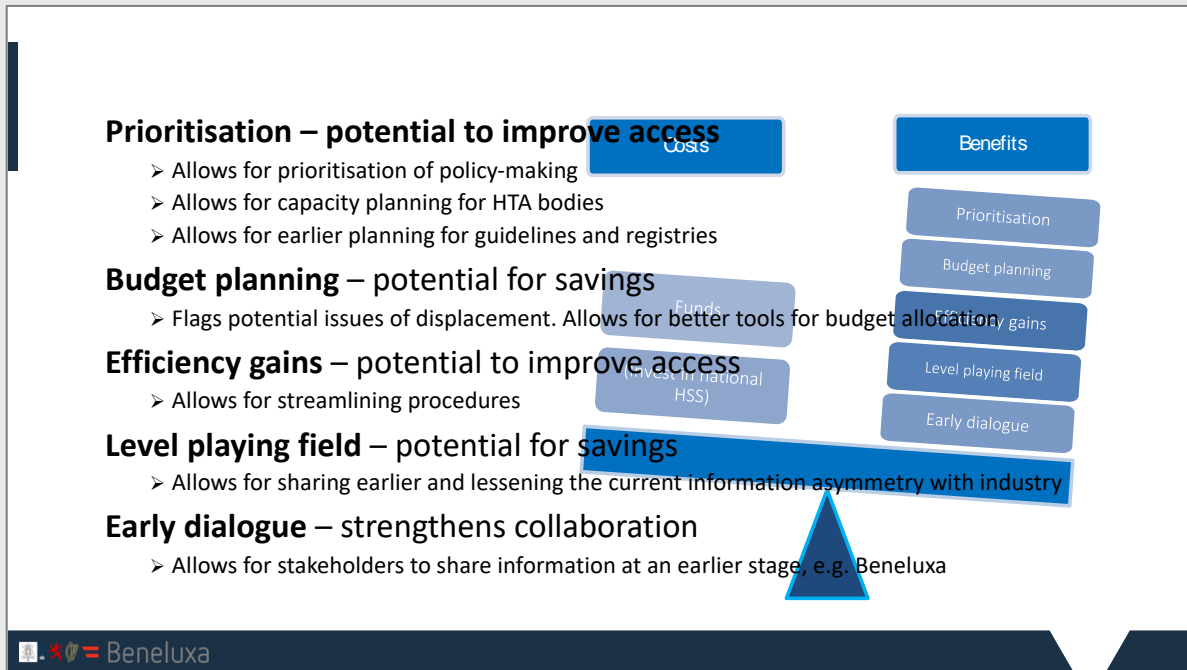 Prioritisation – potential to improve access
➢ Allows for prioritisation of policy-making
➢ Allows for capacity planning for HTA bodies
➢ Allows for earlier planning for guidelines and registries
Budget planning – potential for savings
➢ Flags potential issues of displacement. Allows for better tools for budget allocation
Efficiency gains – potential to improve access
➢ Allows for streamlining procedures
Level playing field – potential for savings
➢ Allows for sharing earlier and lessening the current information asymmetry with industry
Early dialogue – strengthens collaboration
➢ Allows for stakeholders to share information at an earlier stage, e.g. Beneluxa
Costs
Funds
(Invest in national
HSS)
Benefits
Prioritisation
Budget planning
Efficiency gains
Level playing field
Early dialogue
Beneluxa